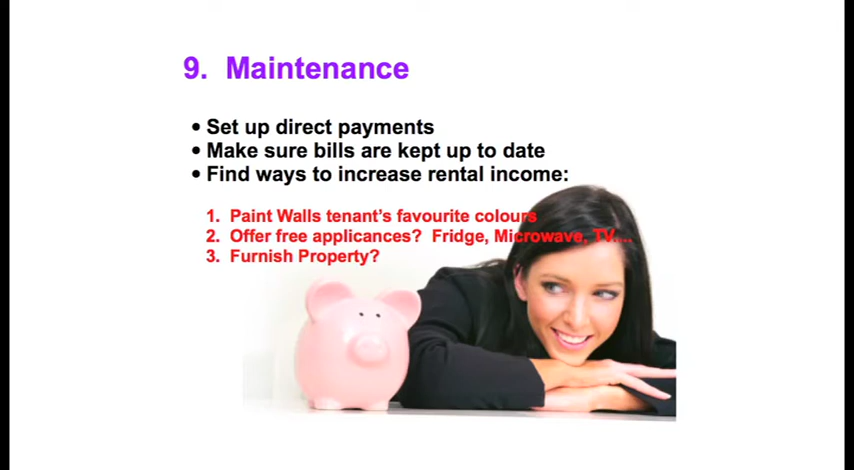 9. Maintenance
• Set up direct payments
• Make sure bills are kept up to date
• Find ways to increase rental income:
1. Paint Walls tenant's favourite colours
2. Offer free applicances? Fridge, Microwave, TV....
3. Furnish Property?